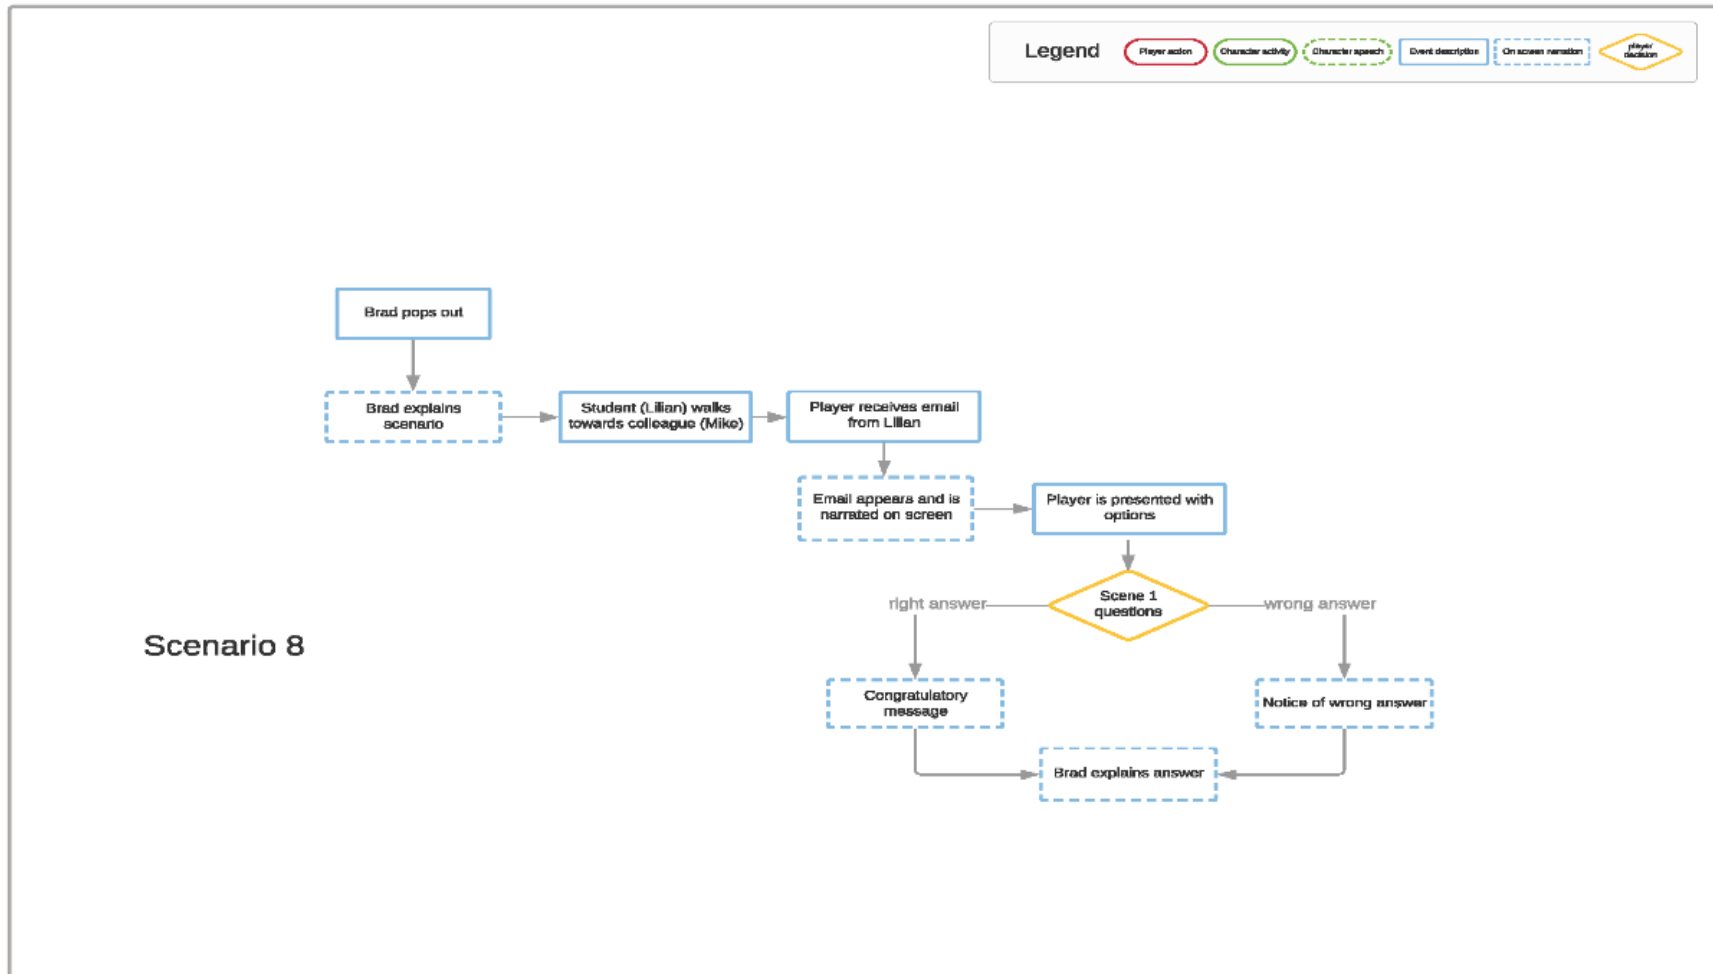 Legend
Player action
Character activity
Character speech
Event description
On screen narration
player
decision
Brad pops out
Brad explains
scenario
Student (Lilian) walks
towards colleague (Mike)
Player receives email
from Lilian
Email appears and is
narrated on screen
Player is presented with
options
Scene 1
questions
right answer
wrong answer
Scenario 8
Congratulatory
message
Notice of wrong answer
Brad explains answer